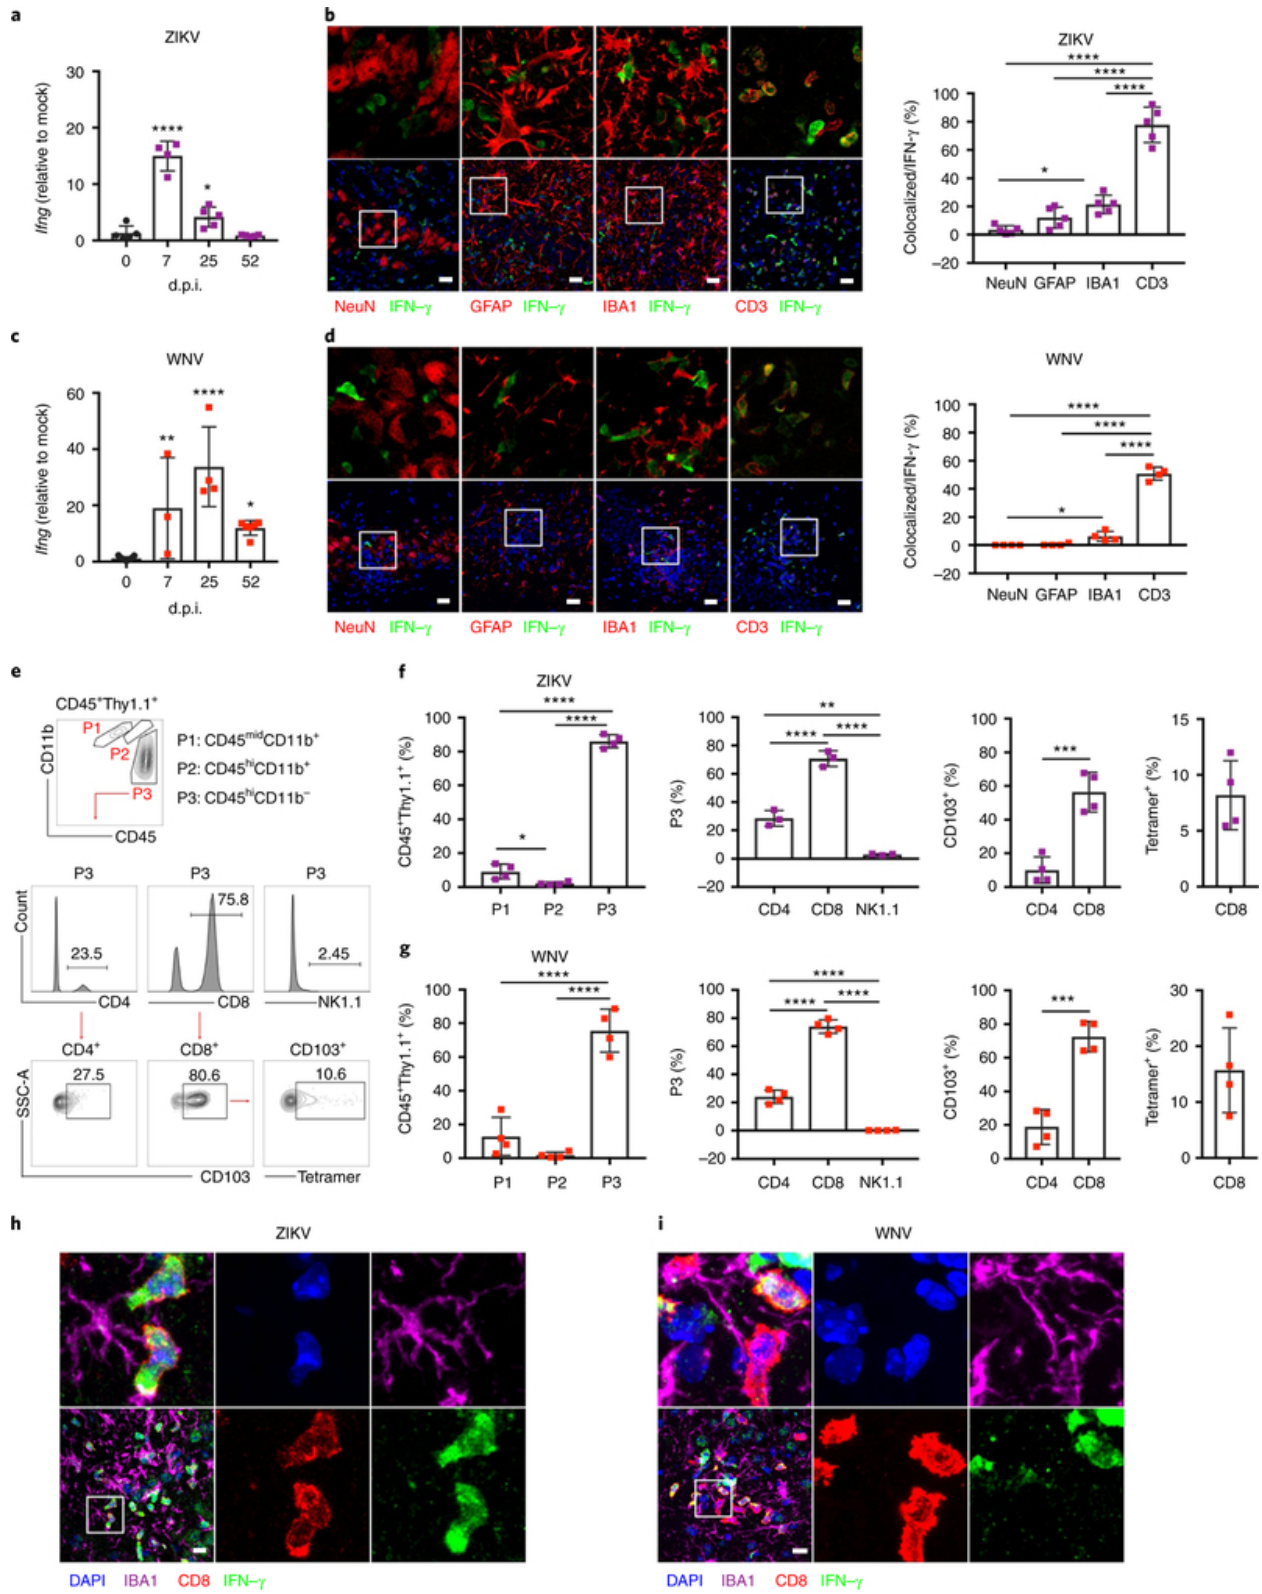 a
ZIKV
Ifng (relative to mock)
30
20
10
0
****
*
0 7 25 52
d.p.i.
b
NeuN IFN–γ
GFAP IFN–γ
IBA1 IFN–γ
CD3 IFN–γ
ZIKV
Colocalized/IFN-γ (%)
100
80
60
40
20
0
–20
****
****
****
*
NeuN GFAP IBA1 CD3
c
WNV
Ifng (relative to mock)
60
40
20
0
**
****
*
0 7 25 52
d.p.i.
d
NeuN IFN–γ
GFAP IFN–γ
IBA1 IFN–γ
CD3 IFN–γ
WNV
Colocalized/IFN-γ (%)
100
80
60
40
20
0
–20
****
****
****
*
NeuN GFAP IBA1 CD3
e
CD45⁺Thy1.1⁺
CD11b
P1
P2
P3
CD45
P1: CD45ᵐⁱᵈCD11b⁺
P2: CD45ʰⁱCD11b⁺
P3: CD45ʰⁱCD11b⁻
P3 P3 P3
Count
23.5
75.8
2.45
CD4 CD8 NK1.1
CD4⁺ CD8⁺ CD103⁺
27.5 80.6 10.6
SSC-A
CD103 Tetramer
f
ZIKV
CD45⁺Thy1.1⁺ (%)
100
80
60
40
20
0
****
****
*
P1 P2 P3
P3 (%)
100
80
60
40
20
0
–20
**
**** ****
CD4 CD8 NK1.1
CD103⁺ (%)
100
80
60
40
20
0
***
CD4 CD8
Tetramer⁺ (%)
15
10
5
0
CD8
g
WNV
CD45⁺Thy1.1⁺ (%)
100
80
60
40
20
0
****
****
P1 P2 P3
P3 (%)
100
80
60
40
20
0
–20
****
**** ****
CD4 CD8 NK1.1
CD103⁺ (%)
100
80
60
40
20
0
***
CD4 CD8
Tetramer⁺ (%)
30
20
10
0
CD8
h
ZIKV
DAPI IBA1 CD8 IFN–γ
i
WNV
DAPI IBA1 CD8 IFN–γ